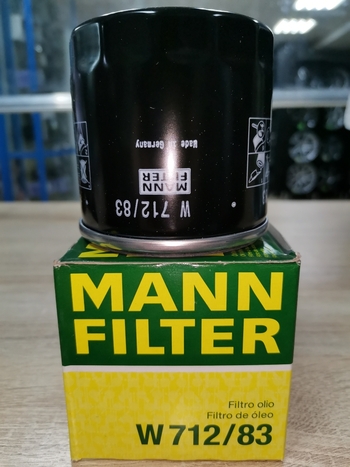 Made in Germany
MANN
FILTER
W 712/83
MANN
FILTER
Filtro olio
Filtro de óleo
W 712/83